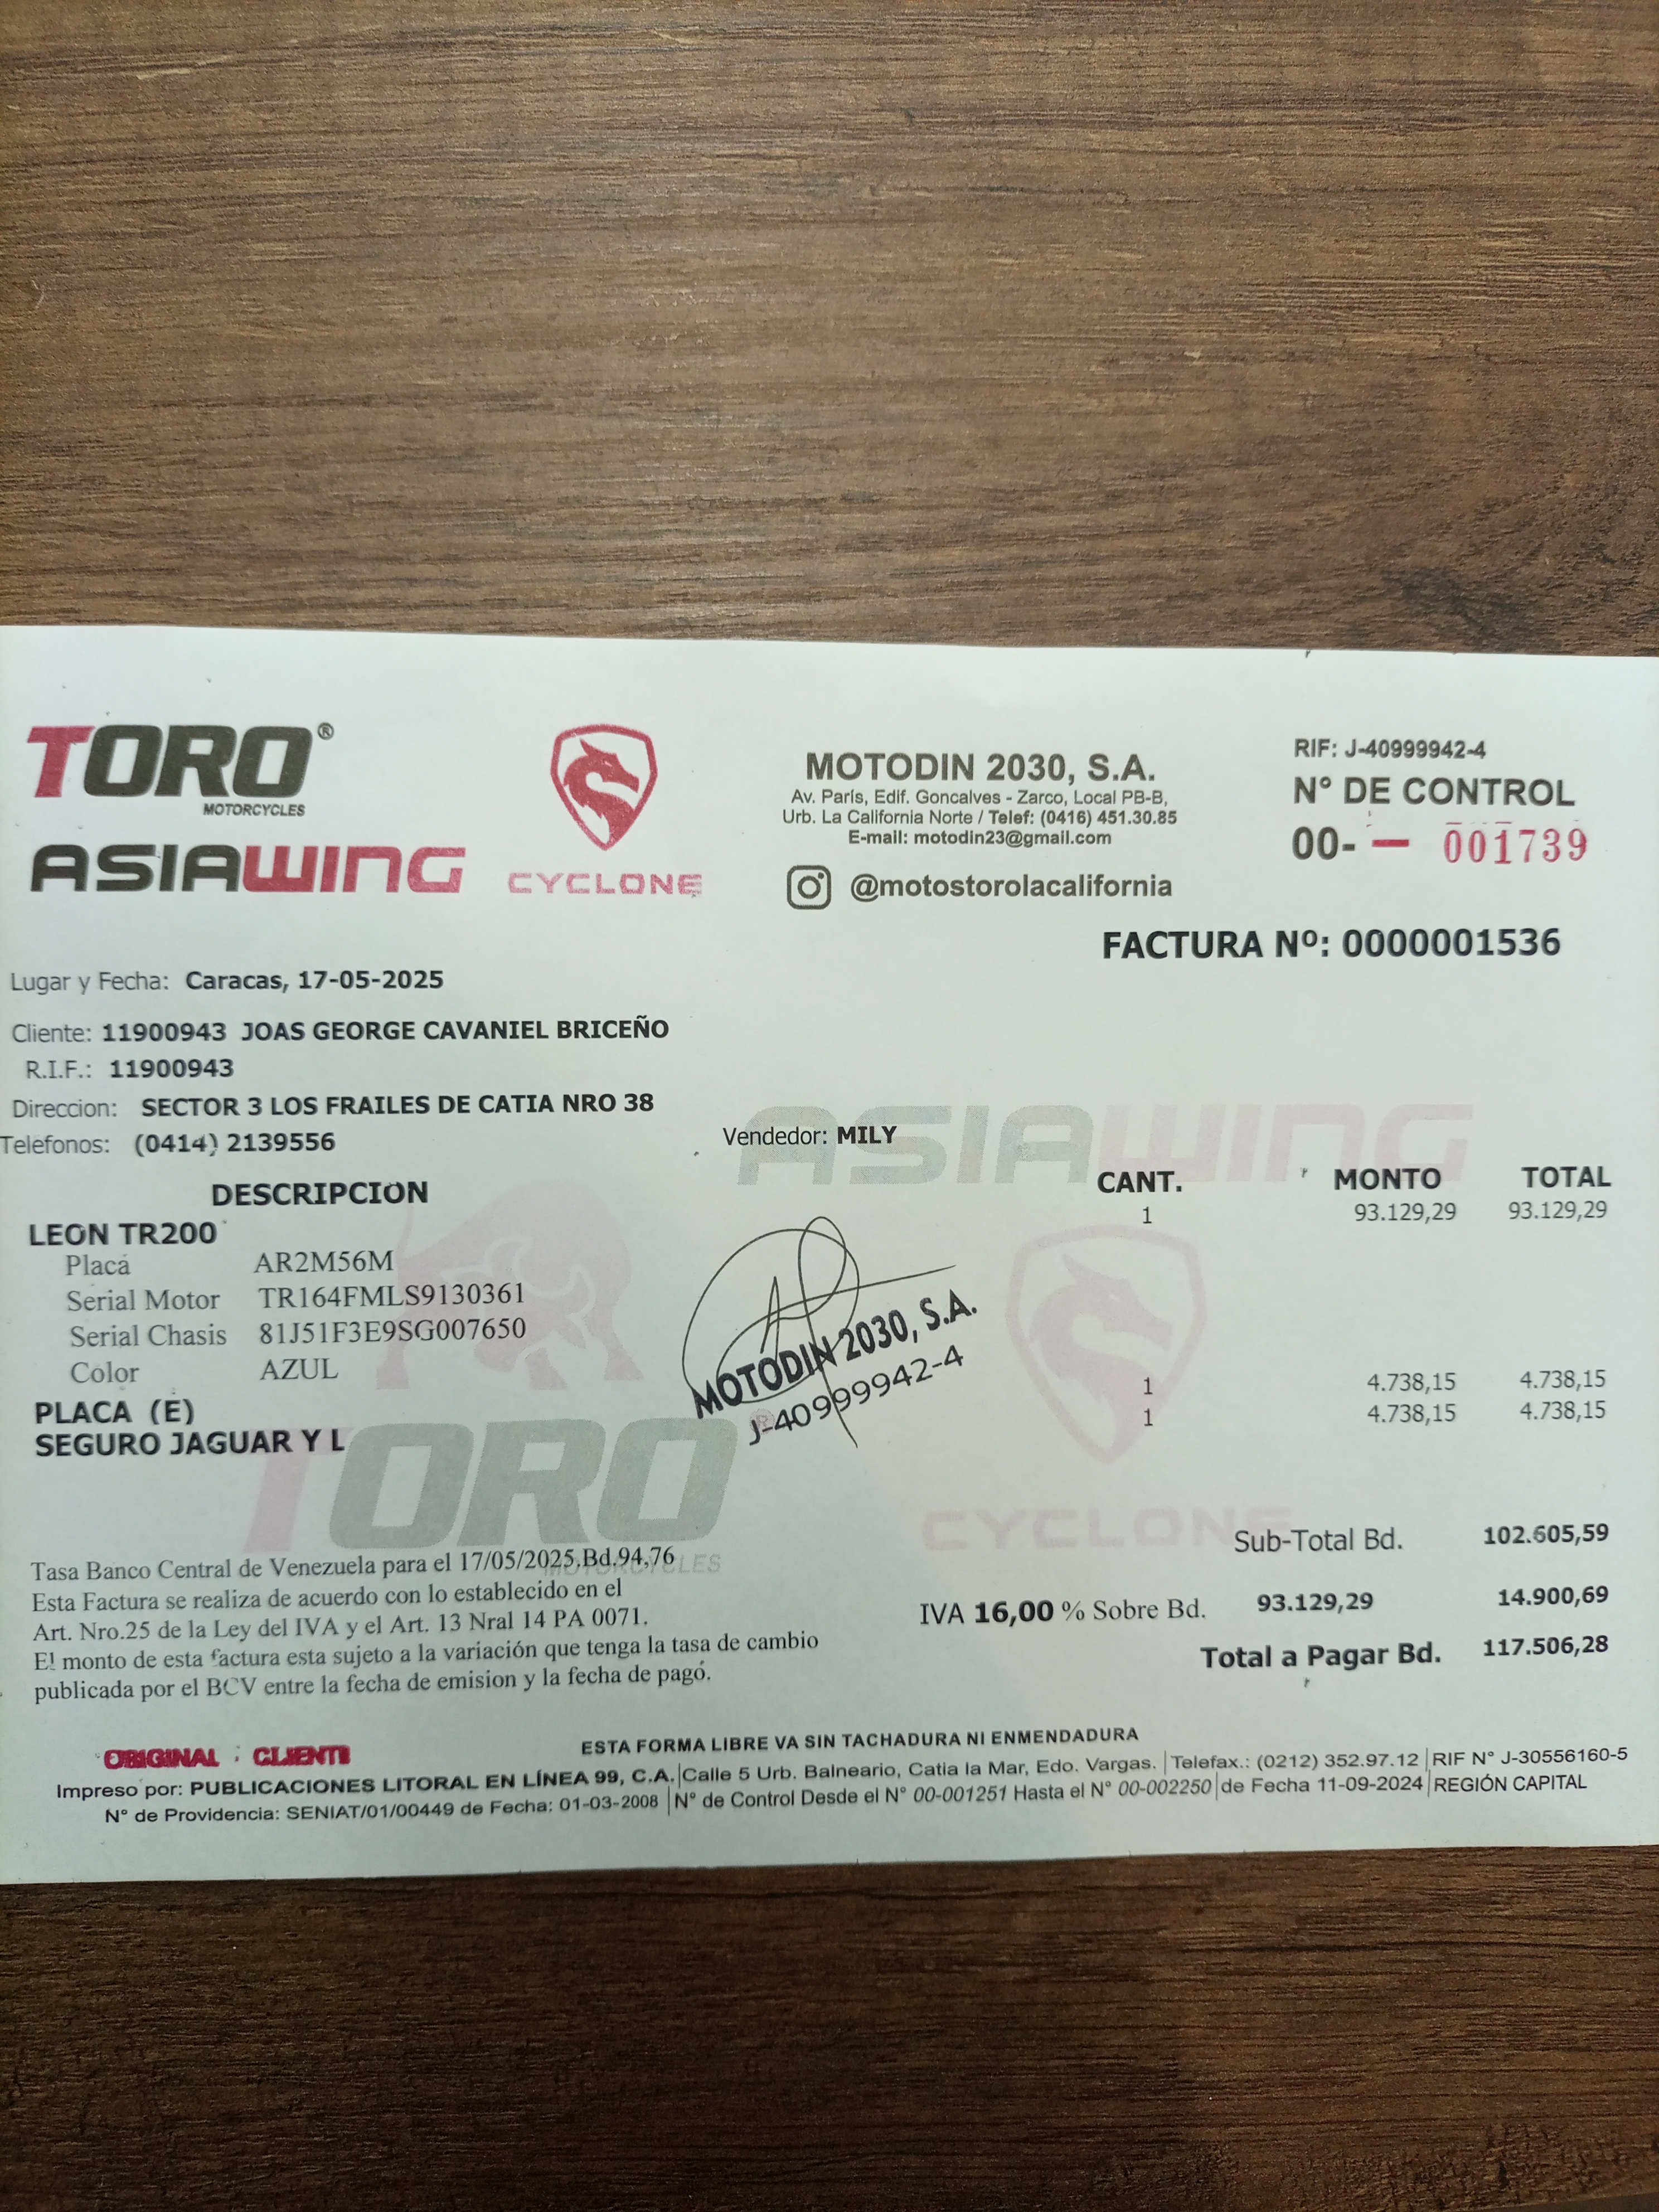 TORO®
MOTORCYCLES
ASIAWING
CYCLONE
MOTODIN 2030, S.A.
Av. París, Edif. Goncalves - Zarco, Local PB-B,
Urb. La California Norte / Telef: (0416) 451.30.85
E-mail: motodin23@gmail.com
@motostorolacalifornia
RIF: J-40999942-4
N° DE CONTROL
00- - 001739
FACTURA Nº: 0000001536
Lugar y Fecha: Caracas, 17-05-2025
Cliente: 11900943 JOAS GEORGE CAVANIEL BRICEÑO
R.I.F.: 11900943
Direccion: SECTOR 3 LOS FRAILES DE CATIA NRO 38
Telefonos: (0414) 2139556
Vendedor: MILY
ASIAWING
DESCRIPCION CANT. MONTO TOTAL
LEON TR200 1 93.129,29 93.129,29
Placa AR2M56M
Serial Motor TR164FMLS9130361
Serial Chasis 81J51F3E9SG007650
Color AZUL
MOTODIN 2030, S.A.
J-40999942-4
PLACA (E) 1 4.738,15 4.738,15
SEGURO JAGUAR Y L 1 4.738,15 4.738,15
TORO®
MOTORCYCLES
CYCLONE
Sub-Total Bd. 102.605,59
Tasa Banco Central de Venezuela para el 17/05/2025.Bd.94,76
Esta Factura se realiza de acuerdo con lo establecido en el
Art. Nro.25 de la Ley del IVA y el Art. 13 Nral 14 PA 0071.
El monto de esta factura esta sujeto a la variación que tenga la tasa de cambio
publicada por el BCV entre la fecha de emision y la fecha de pago.
IVA 16,00 % Sobre Bd. 93.129,29 14.900,69
Total a Pagar Bd. 117.506,28
ORIGINAL : CLIENTE
ESTA FORMA LIBRE VA SIN TACHADURA NI ENMENDADURA
Impreso por: PUBLICACIONES LITORAL EN LÍNEA 99, C.A. | Calle 5 Urb. Balneario, Catia la Mar, Edo. Vargas. | Telefax.: (0212) 352.97.12 | RIF N° J-30556160-5
N° de Providencia: SENIAT/01/00449 de Fecha: 01-03-2008 | N° de Control Desde el N° 00-001251 Hasta el N° 00-002250 | de Fecha 11-09-2024 | REGIÓN CAPITAL